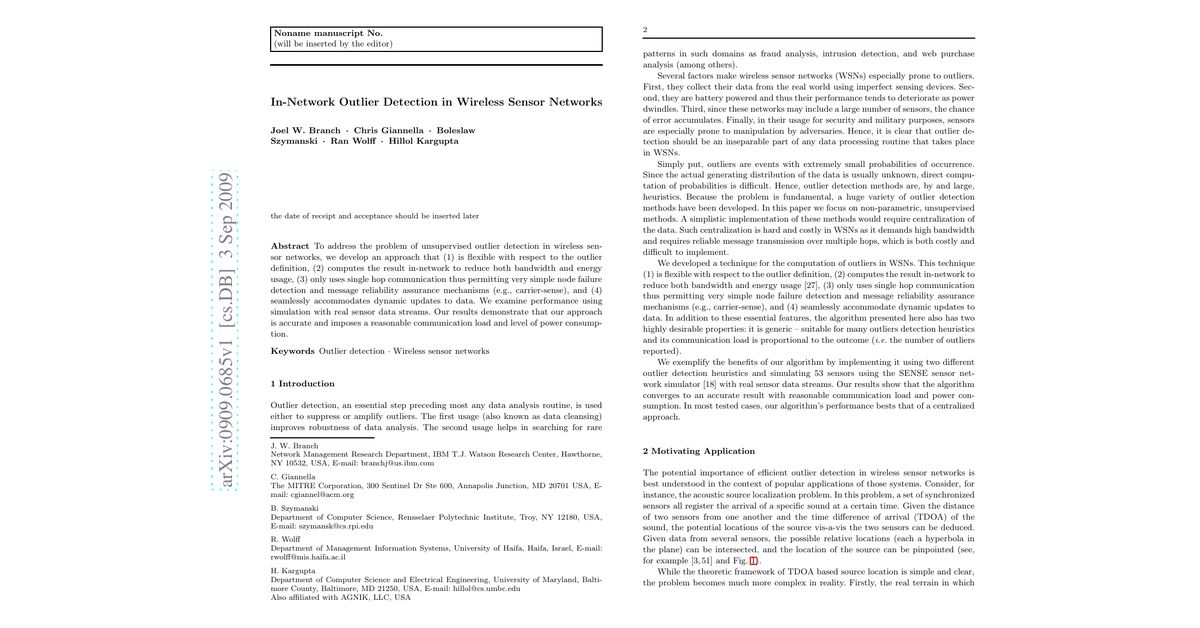 Noname manuscript No.
(will be inserted by the editor)
In-Network Outlier Detection in Wireless Sensor Networks
Joel W. Branch · Chris Giannella · Boleslaw
Szymanski · Ran Wolff · Hillol Kargupta
the date of receipt and acceptance should be inserted later
Abstract To address the problem of unsupervised outlier detection in wireless sen-
sor networks, we develop an approach that (1) is flexible with respect to the outlier
definition, (2) computes the result in-network to reduce both bandwidth and energy
usage, (3) only uses single hop communication thus permitting very simple node failure
detection and message reliability assurance mechanisms (e.g., carrier-sense), and (4)
seamlessly accommodates dynamic updates to data. We examine performance using
simulation with real sensor data streams. Our results demonstrate that our approach
is accurate and imposes a reasonable communication load and level of power consump-
tion.
Keywords Outlier detection · Wireless sensor networks
1 Introduction
Outlier detection, an essential step preceding most any data analysis routine, is used
either to suppress or amplify outliers. The first usage (also known as data cleansing)
improves robustness of data analysis. The second usage helps in searching for rare
J. W. Branch
Network Management Research Department, IBM T.J. Watson Research Center, Hawthorne,
NY 10532, USA, E-mail: branchj@us.ibm.com
C. Giannella
The MITRE Corporation, 300 Sentinel Dr Ste 600, Annapolis Junction, MD 20701 USA, E-
mail: cgiannel@acm.org
B. Szymanski
Department of Computer Science, Rensselaer Polytechnic Institute, Troy, NY 12180, USA,
E-mail: szymansk@cs.rpi.edu
R. Wolff
Department of Management Information Systems, University of Haifa, Haifa, Israel, E-mail:
rwolff@mis.haifa.ac.il
H. Kargupta
Department of Computer Science and Electrical Engineering, University of Maryland, Balti-
more County, Baltimore, MD 21250, USA, E-mail: hillol@cs.umbc.edu
Also affiliated with AGNIK, LLC, USA
arXiv:0909.0685v1 [cs.DB] 3 Sep 2009
2
patterns in such domains as fraud analysis, intrusion detection, and web purchase
analysis (among others).
Several factors make wireless sensor networks (WSNs) especially prone to outliers.
First, they collect their data from the real world using imperfect sensing devices. Sec-
ond, they are battery powered and thus their performance tends to deteriorate as power
dwindles. Third, since these networks may include a large number of sensors, the chance
of error accumulates. Finally, in their usage for security and military purposes, sensors
are especially prone to manipulation by adversaries. Hence, it is clear that outlier de-
tection should be an inseparable part of any data processing routine that takes place
in WSNs.
Simply put, outliers are events with extremely small probabilities of occurrence.
Since the actual generating distribution of the data is usually unknown, direct compu-
tation of probabilities is difficult. Hence, outlier detection methods are, by and large,
heuristics. Because the problem is fundamental, a huge variety of outlier detection
methods have been developed. In this paper we focus on non-parametric, unsupervised
methods. A simplistic implementation of these methods would require centralization of
the data. Such centralization is hard and costly in WSNs as it demands high bandwidth
and requires reliable message transmission over multiple hops, which is both costly and
difficult to implement.
We developed a technique for the computation of outliers in WSNs. This technique
(1) is flexible with respect to the outlier definition, (2) computes the result in-network to
reduce both bandwidth and energy usage [27], (3) only uses single hop communication
thus permitting very simple node failure detection and message reliability assurance
mechanisms (e.g., carrier-sense), and (4) seamlessly accommodate dynamic updates to
data. In addition to these essential features, the algorithm presented here also has two
highly desirable properties: it is generic – suitable for many outliers detection heuristics
and its communication load is proportional to the outcome (i.e. the number of outliers
reported).
We exemplify the benefits of our algorithm by implementing it using two different
outlier detection heuristics and simulating 53 sensors using the SENSE sensor net-
work simulator [18] with real sensor data streams. Our results show that the algorithm
converges to an accurate result with reasonable communication load and power con-
sumption. In most tested cases, our algorithm's performance bests that of a centralized
approach.
2 Motivating Application
The potential importance of efficient outlier detection in wireless sensor networks is
best understood in the context of popular applications of those systems. Consider, for
instance, the acoustic source localization problem. In this problem, a set of synchronized
sensors all register the arrival of a specific sound at a certain time. Given the distance
of two sensors from one another and the time difference of arrival (TDOA) of the
sound, the potential locations of the source vis-a-vis the two sensors can be deduced.
Given data from several sensors, the possible relative locations (each a hyperbola in
the plane) can be intersected, and the location of the source can be pinpointed (see,
for example [3,51] and Fig. 1).
While the theoretic framework of TDOA based source location is simple and clear,
the problem becomes much more complex in reality. Firstly, the real terrain in which